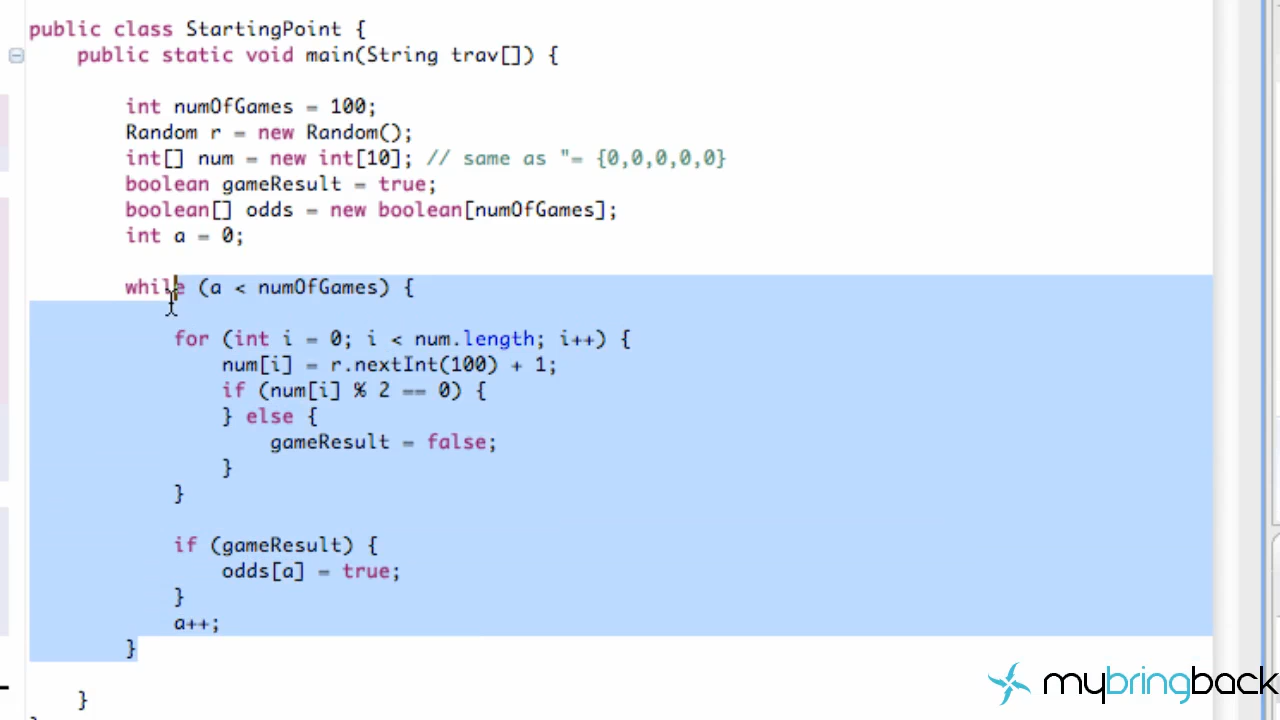 public class StartingPoint {
public static void main(String trav[]) {
int numOfGames = 100;
Random r = new Random();
int[] num = new int[10]; // same as "= {0,0,0,0,0}
boolean gameResult = true;
boolean[] odds = new boolean[numOfGames];
int a = 0;
while (a < numOfGames) {
for (int i = 0; i < num.length; i++) {
num[i] = r.nextInt(100) + 1;
if (num[i] % 2 == 0) {
} else {
gameResult = false;
}
}
if (gameResult) {
odds[a] = true;
}
a++;
}
}
mybringback